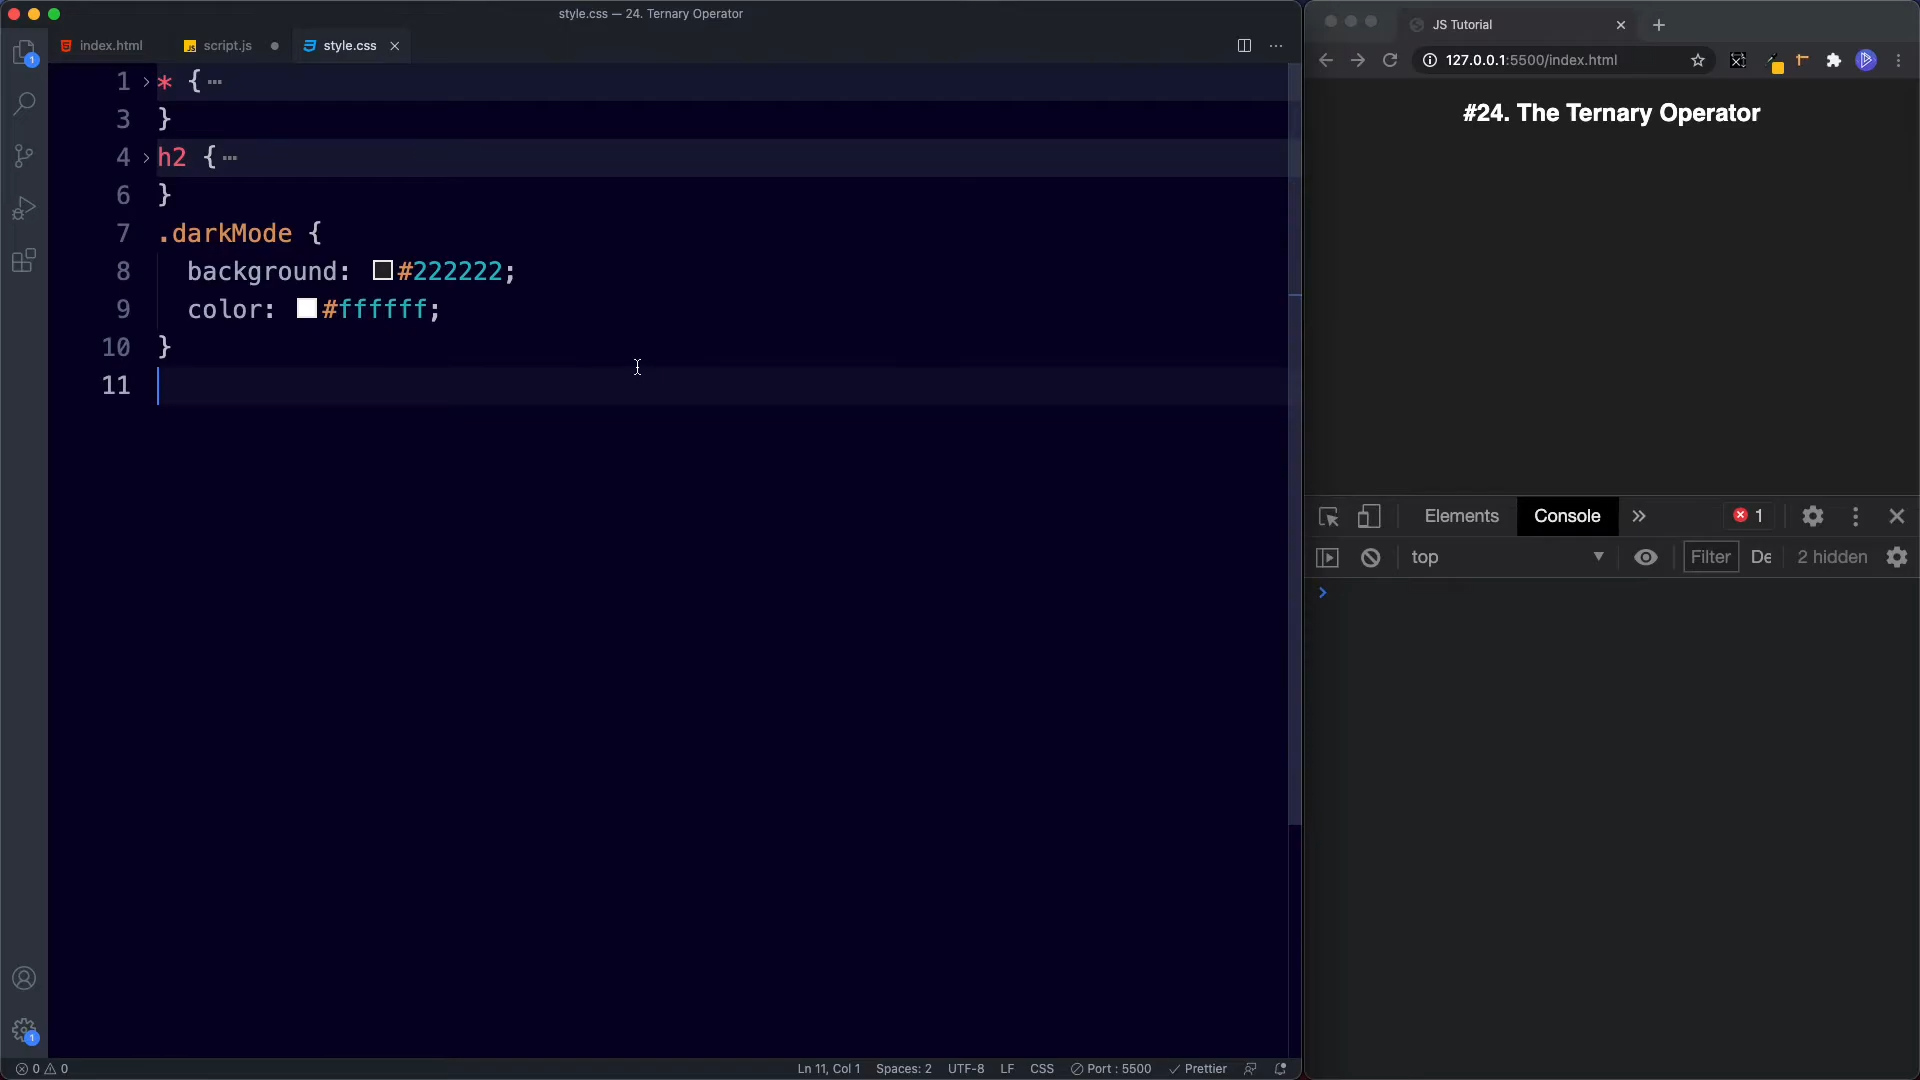 style.css — 24. Ternary Operator
index.html
script.js
style.css
1 * {
3 }
4 h2 {
6 }
7 .darkMode {
8 background: #222222;
9 color: #ffffff;
10 }
11
1
1
0 0
Ln 11, Col 1
Spaces: 2
UTF-8
LF
CSS
Port : 5500
Prettier
JS Tutorial
127.0.0.1:5500/index.html
#24. The Ternary Operator
Elements
Console
1
top
Filter
De
2 hidden